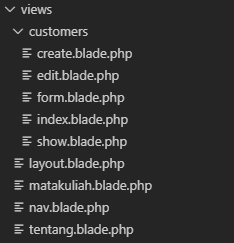 views
customers
create.blade.php
edit.blade.php
form.blade.php
index.blade.php
show.blade.php
layout.blade.php
matakuliah.blade.php
nav.blade.php
tentang.blade.php